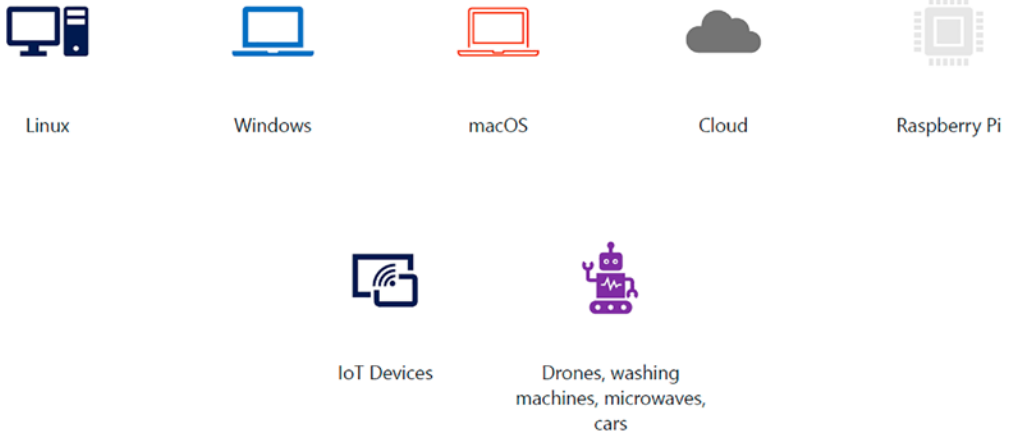 Linux
Windows
macOS
Cloud
Raspberry Pi
IoT Devices
Drones, washing
machines, microwaves,
cars